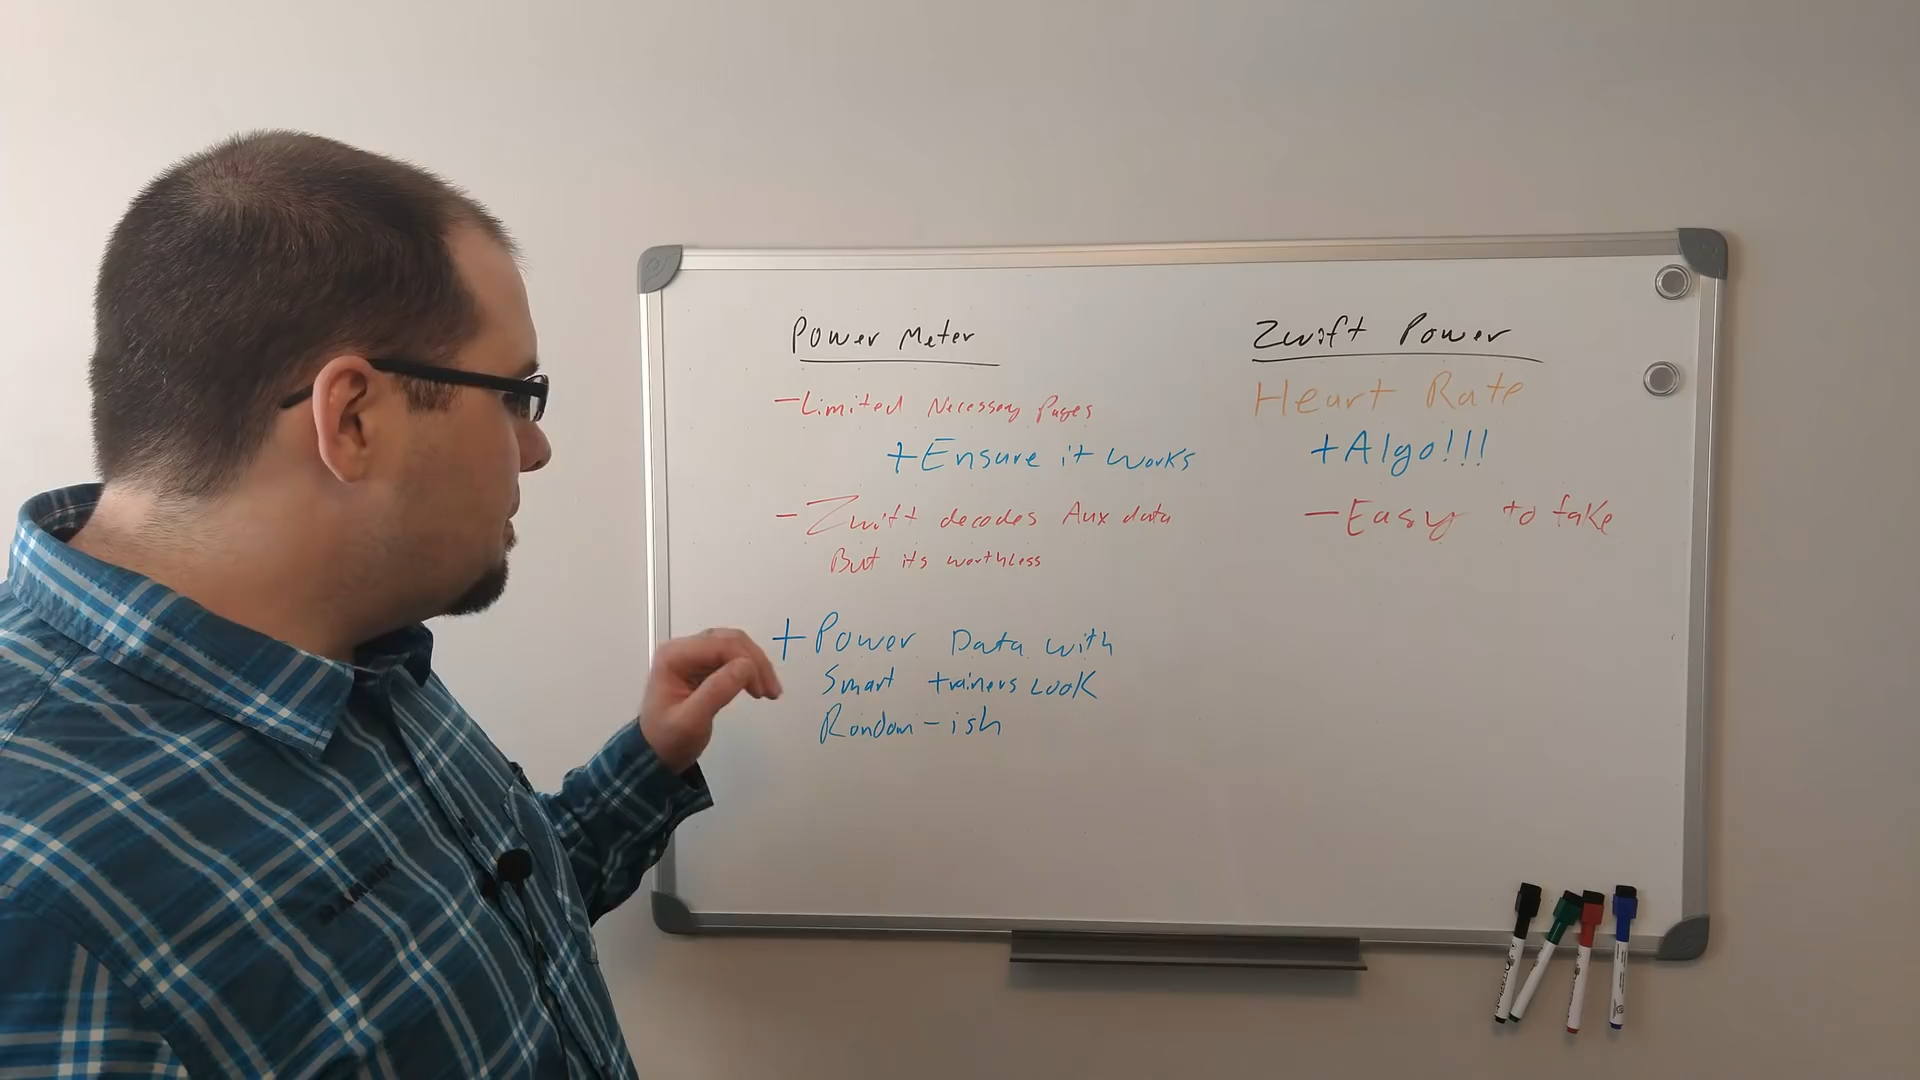 Power Meter
-Limited Necessary Pages
+Ensure it works
-Zwift decodes Aux data
But its worthless
+Power Data with
Smart trainers Look
Random-ish
Zwift Power
Heart Rate
+Algo!!!
-Easy to fake